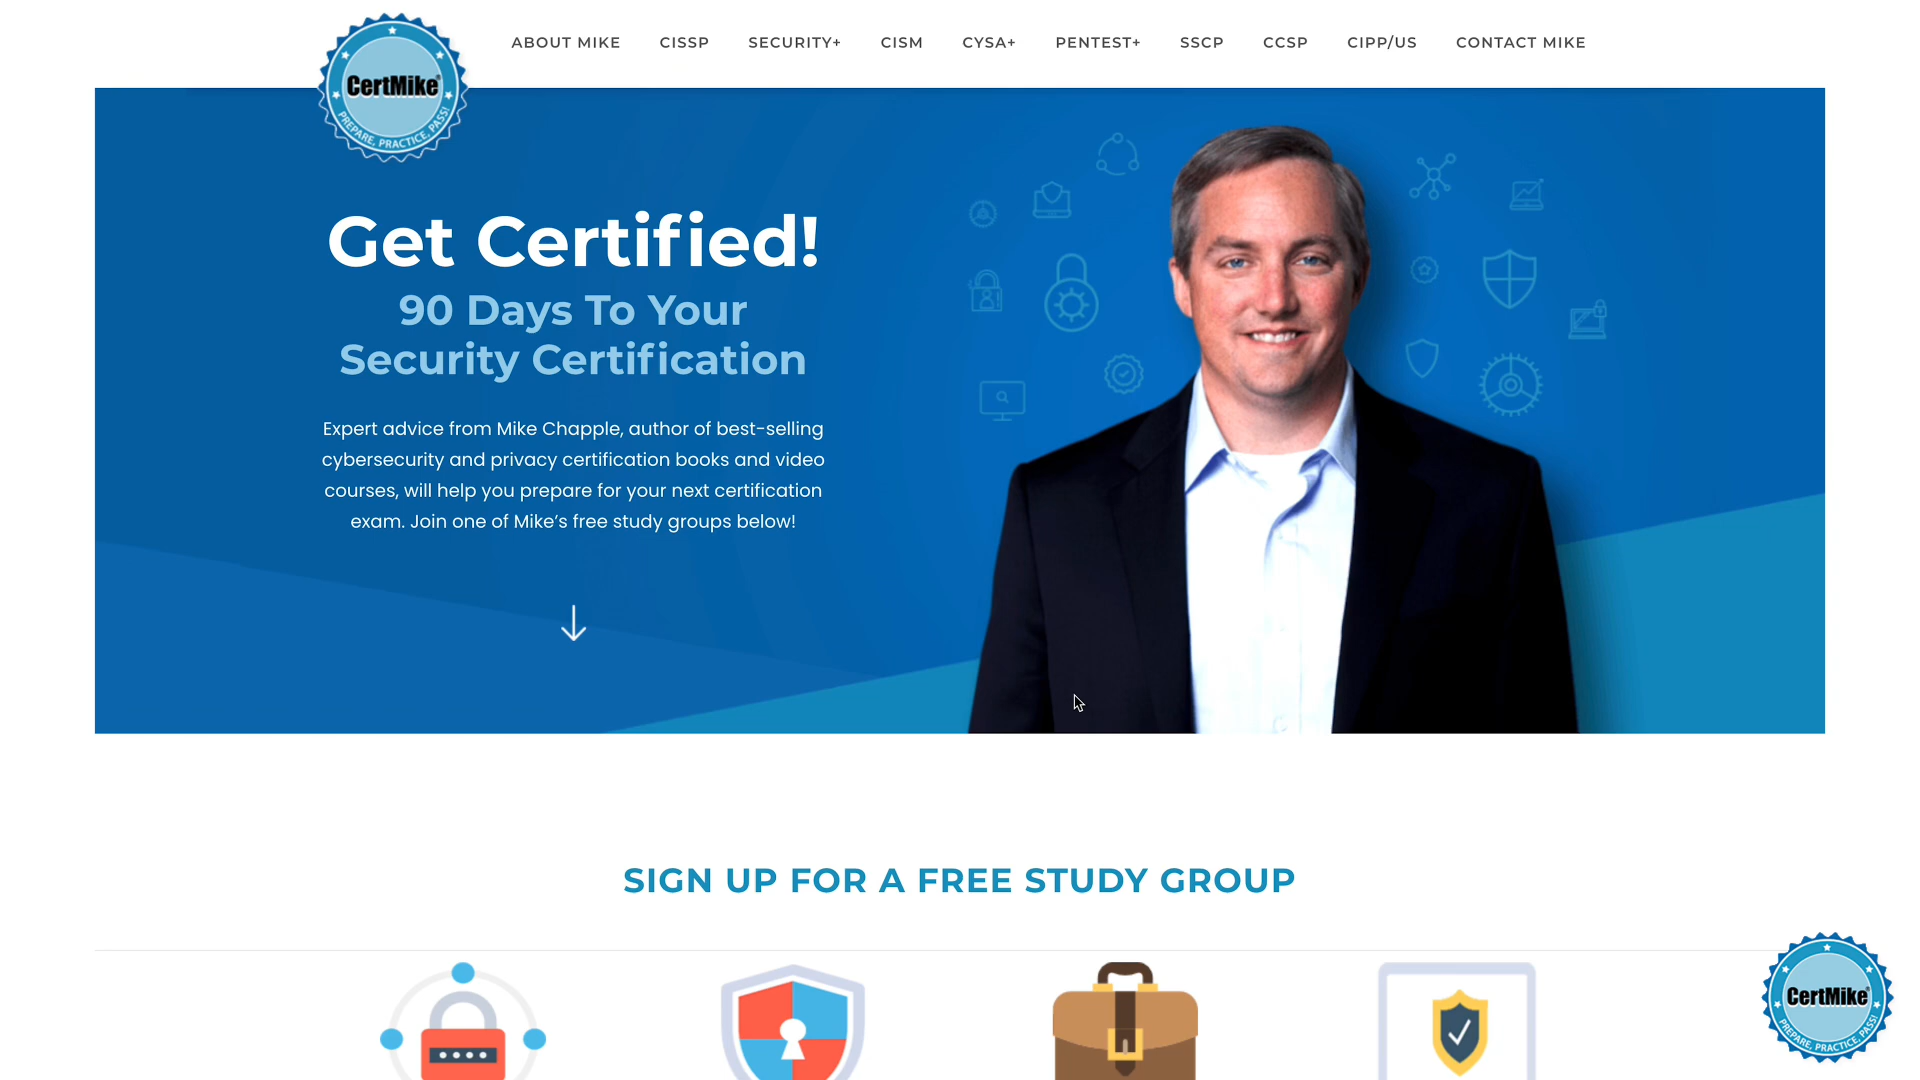 CertMike
PREPARE, PRACTICE, PASS!
ABOUT MIKE CISSP SECURITY+ CISM CYSA+ PENTEST+ SSCP CCSP CIPP/US CONTACT MIKE
Get Certified!
90 Days To Your
Security Certification
Expert advice from Mike Chapple, author of best-selling
cybersecurity and privacy certification books and video
courses, will help you prepare for your next certification
exam. Join one of Mike’s free study groups below!
SIGN UP FOR A FREE STUDY GROUP
CertMike
PREPARE, PRACTICE, PASS!